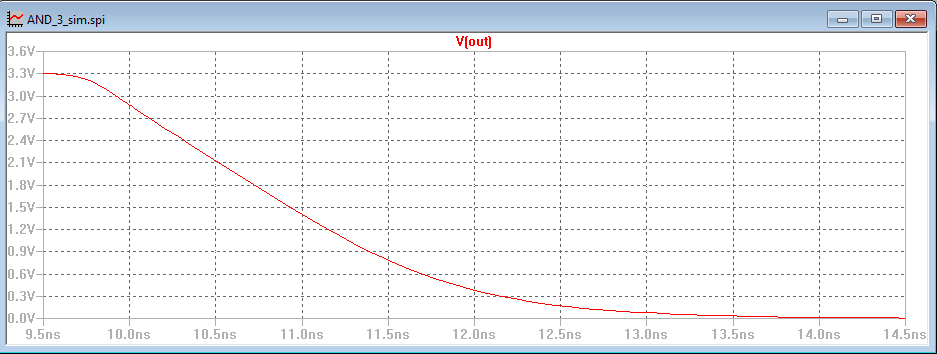 AND_3_sim.spi
V(out)
3.6V
3.3V
3.0V
2.7V
2.4V
2.1V
1.8V
1.5V
1.2V
0.9V
0.6V
0.3V
0.0V
9.5ns 10.0ns 10.5ns 11.0ns 11.5ns 12.0ns 12.5ns 13.0ns 13.5ns 14.0ns 14.5ns